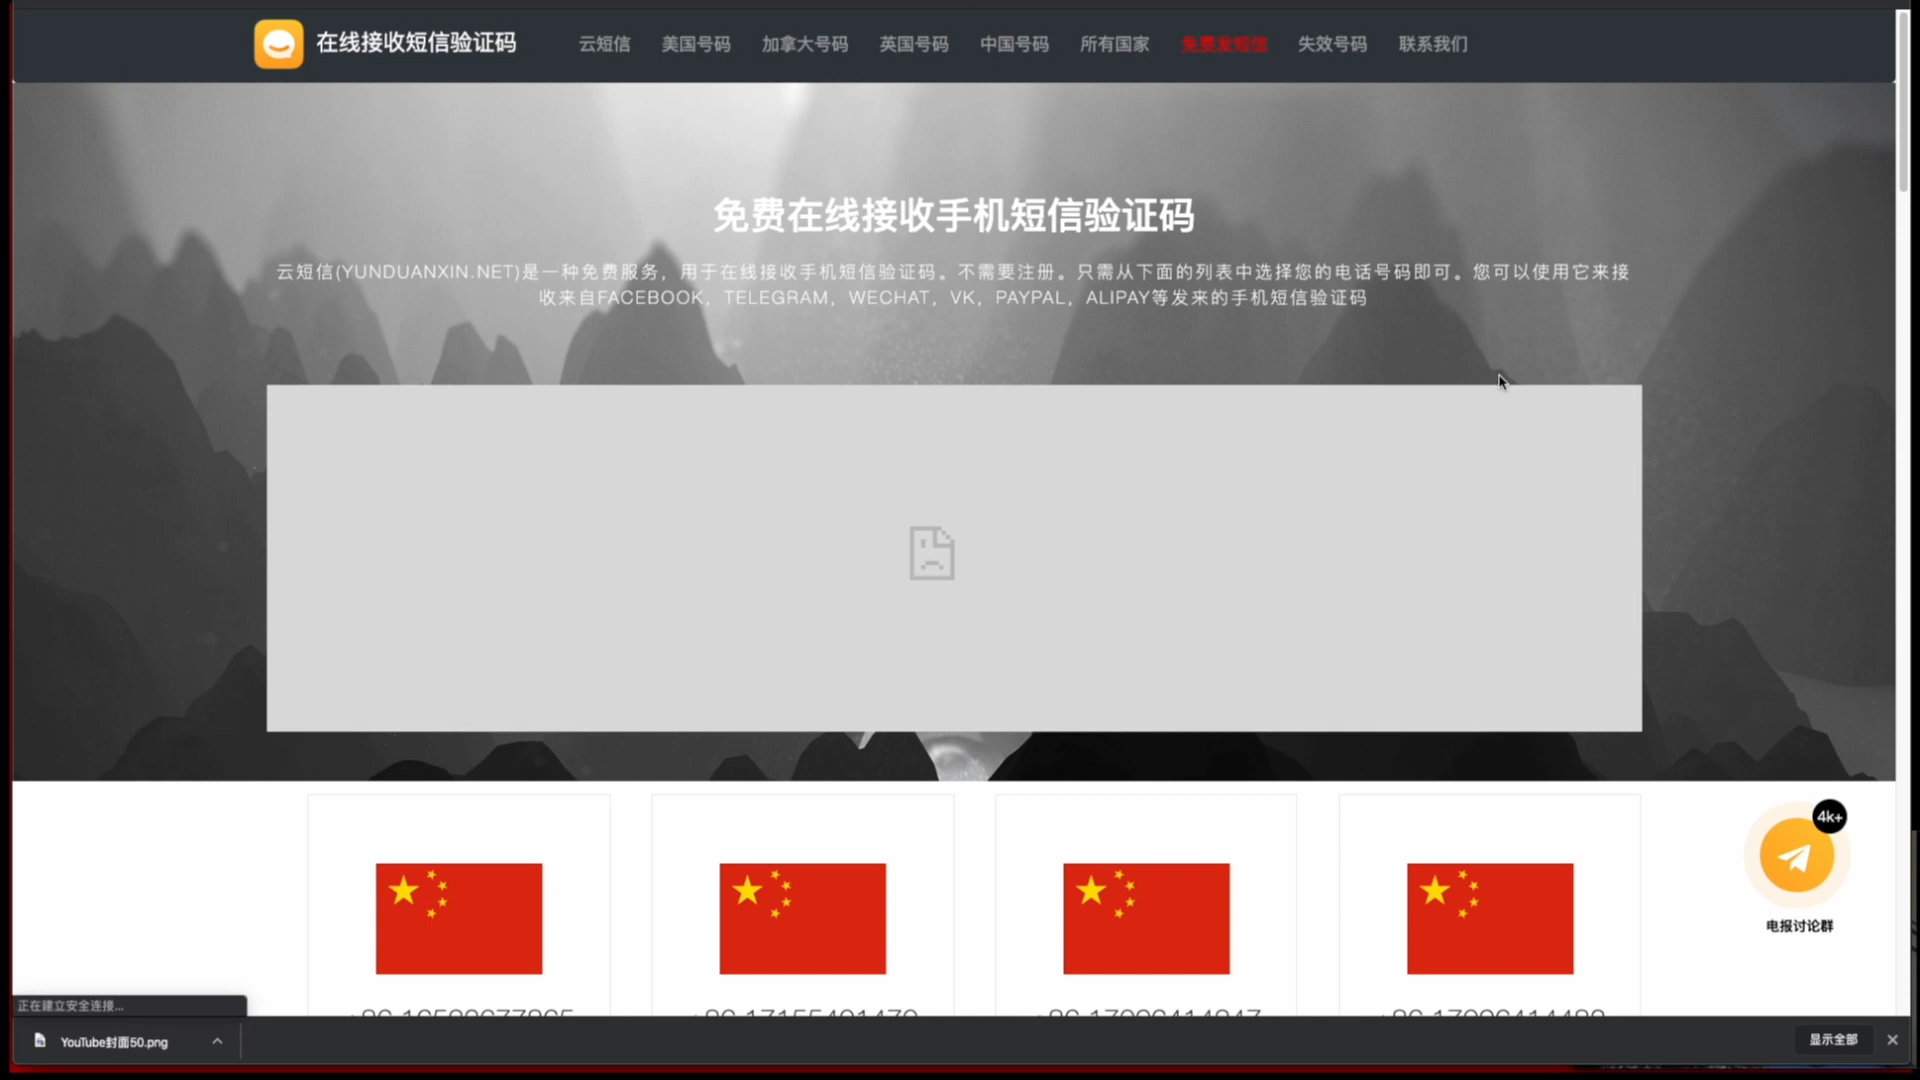 在线接收短信验证码 云短信 美国号码 加拿大号码 英国号码 中国号码 所有国家 免费发短信 失效号码 联系我们
免费在线接收手机短信验证码
云短信(YUNDUANXIN.NET)是一种免费服务，用于在线接收手机短信验证码。不需要注册。只需从下面的列表中选择您的电话号码即可。您可以使用它来接
收来自FACEBOOK，TELEGRAM，WECHAT，VK，PAYPAL，ALIPAY等发来的手机短信验证码
4k+
电报讨论群
正在建立安全连接...
YouTube封面50.png
显示全部